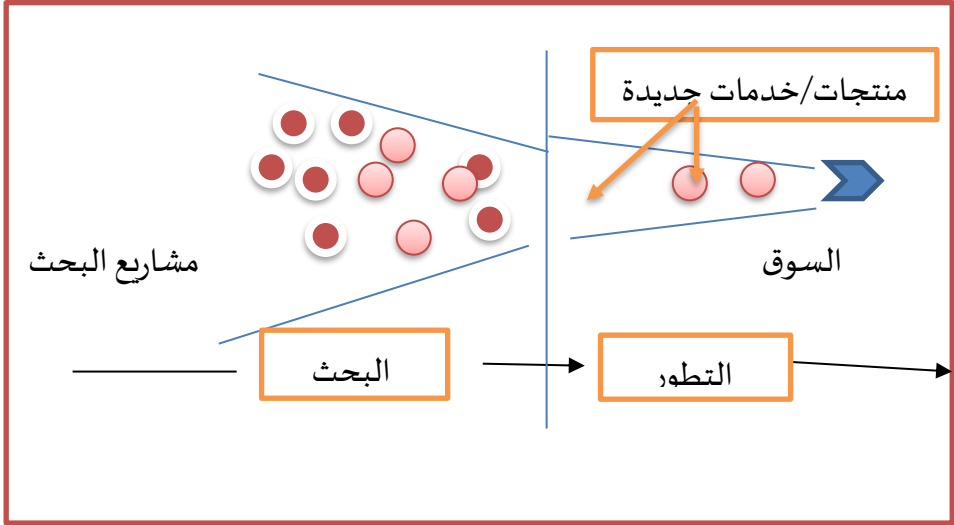 منتجات/خدمات جديدة
مشاريع البحث
السوق
البحث
التطور